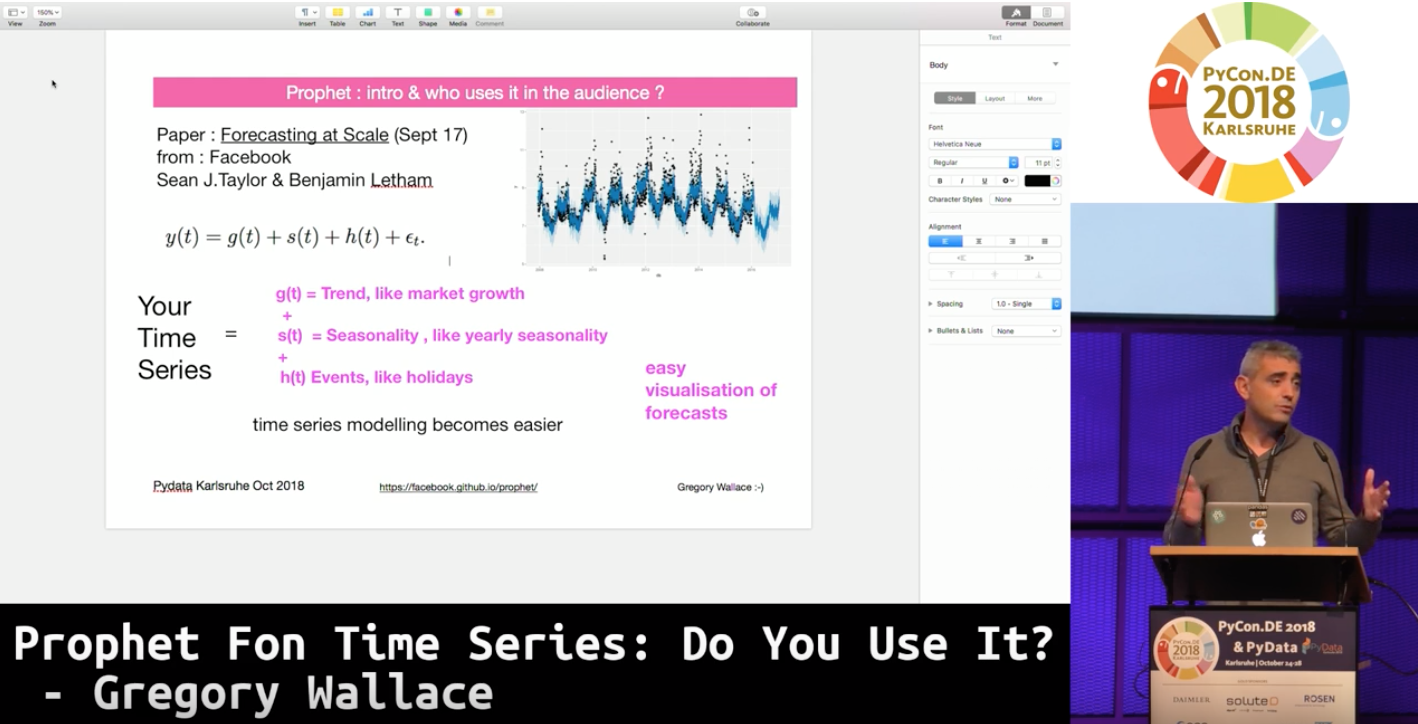 View
150%
Zoom
Insert
Table
Chart
Text
Shape
Media
Comment
Collaborate
Format
Document
Prophet : intro & who uses it in the audience ?
Paper : Forecasting at Scale (Sept 17)
from : Facebook
Sean J.Taylor & Benjamin Letham
y(t) = g(t) + s(t) + h(t) + ϵt.
Your
Time
Series
=
g(t) = Trend, like market growth
+
s(t) = Seasonality , like yearly seasonality
+
h(t) Events, like holidays
easy
visualisation of
forecasts
time series modelling becomes easier
Pydata Karlsruhe Oct 2018
https://facebook.github.io/prophet/
Gregory Wallace :-)
Text
Body
Style
Layout
More
Font
Helvetica Neue
Regular
11 pt
B
I
U
Character Styles
None
Alignment
Spacing
1.0 - Single
Bullets & Lists
None
PyCon.DE
2018
Karlsruhe
PyCon.DE 2018
& PyData
PyData
Karlsruhe | October 24-28
PyCon.DE
2018
Karlsruhe
DAIMLER
solute
ROSEN
Prophet Fon Time Series: Do You Use It?
- Gregory Wallace